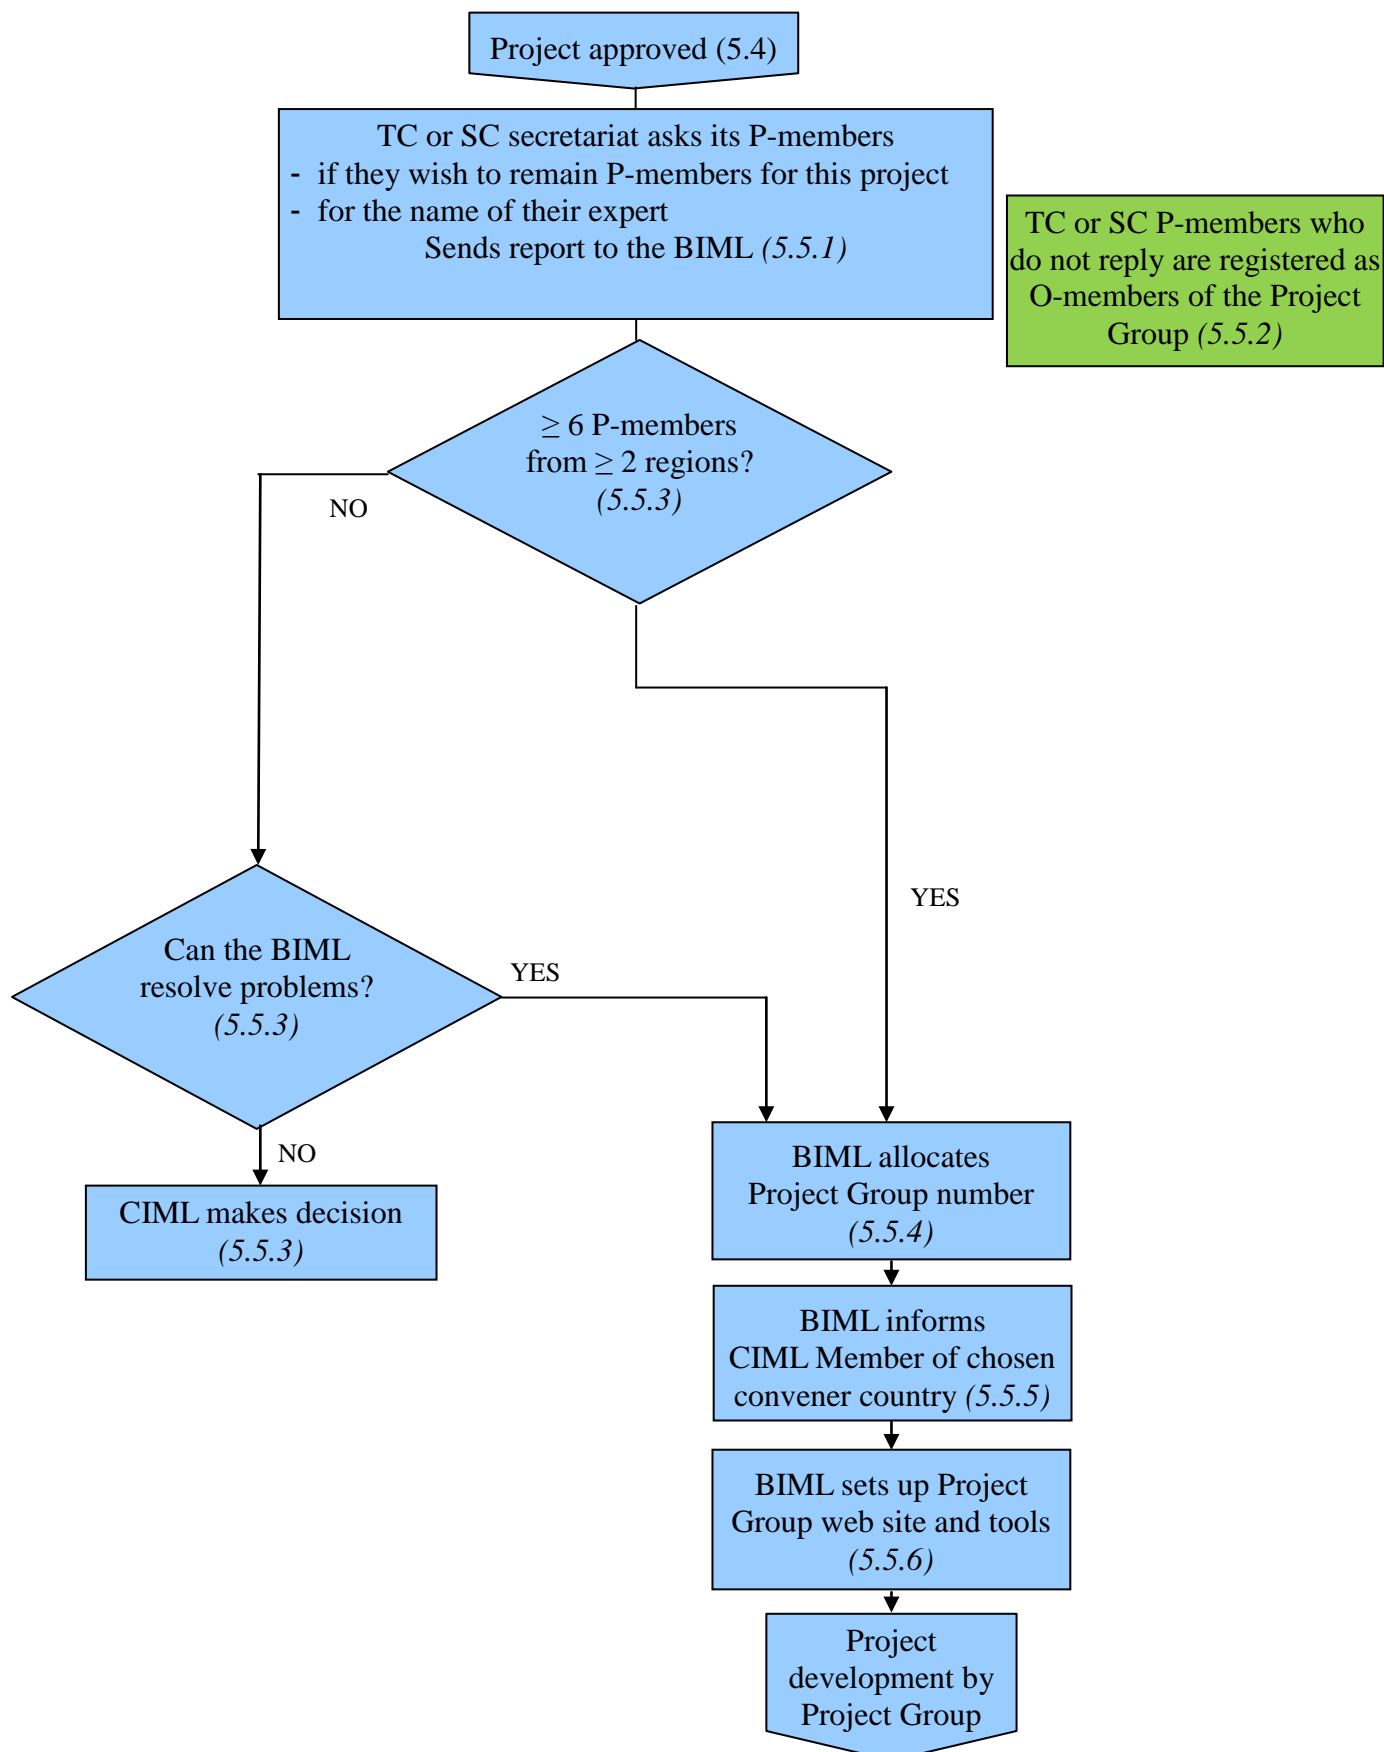 Project approved (5.4)
TC or SC secretariat asks its P-members
- if they wish to remain P-members for this project
- for the name of their expert
Sends report to the BIML (5.5.1)
TC or SC P-members who
do not reply are registered as
O-members of the Project
Group (5.5.2)
≥ 6 P-members
from ≥ 2 regions?
(5.5.3)
NO
YES
Can the BIML
resolve problems?
(5.5.3)
YES
NO
CIML makes decision
(5.5.3)
BIML allocates
Project Group number
(5.5.4)
BIML informs
CIML Member of chosen
convener country (5.5.5)
BIML sets up Project
Group web site and tools
(5.5.6)
Project
development by
Project Group